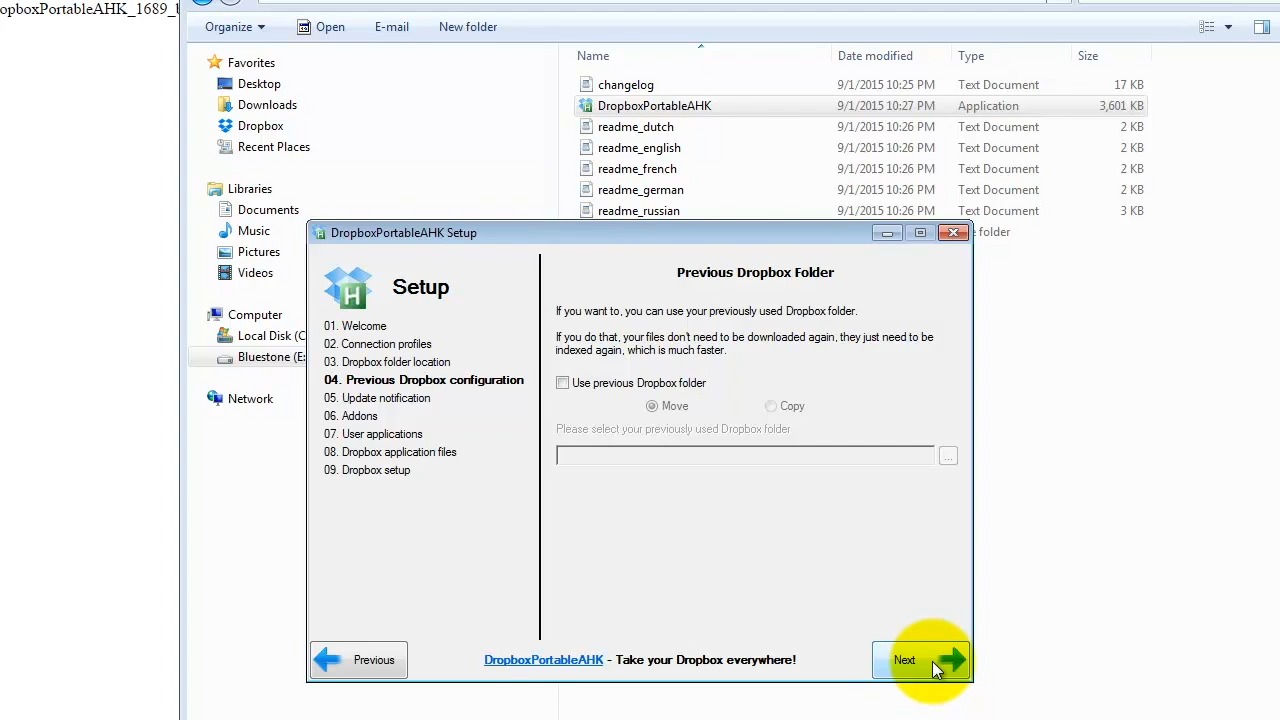 opboxPortableAHK_1689_
Organize Open E-mail New folder
Name Date modified Type Size
Favorites
Desktop
Downloads
Dropbox
Recent Places
Libraries
Documents
Music
Pictures
Videos
Computer
Local Disk (C
Bluestone (E:
Network
changelog 9/1/2015 10:25 PM Text Document 17 KB
DropboxPortableAHK 9/1/2015 10:27 PM Application 3,601 KB
readme_dutch 9/1/2015 10:26 PM Text Document 2 KB
readme_english 9/1/2015 10:26 PM Text Document 2 KB
readme_french 9/1/2015 10:26 PM Text Document 2 KB
readme_german 9/1/2015 10:26 PM Text Document 2 KB
readme_russian 9/1/2015 10:26 PM Text Document 3 KB
folder
DropboxPortableAHK Setup
H Setup
01. Welcome
02. Connection profiles
03. Dropbox folder location
04. Previous Dropbox configuration
05. Update notification
06. Addons
07. User applications
08. Dropbox application files
09. Dropbox setup
Previous Dropbox Folder
If you want to, you can use your previously used Dropbox folder.
If you do that, your files don't need to be downloaded again, they just need to be
indexed again, which is much faster.
Use previous Dropbox folder
Move Copy
Please select your previously used Dropbox folder
...
Previous DropboxPortableAHK - Take your Dropbox everywhere! Next